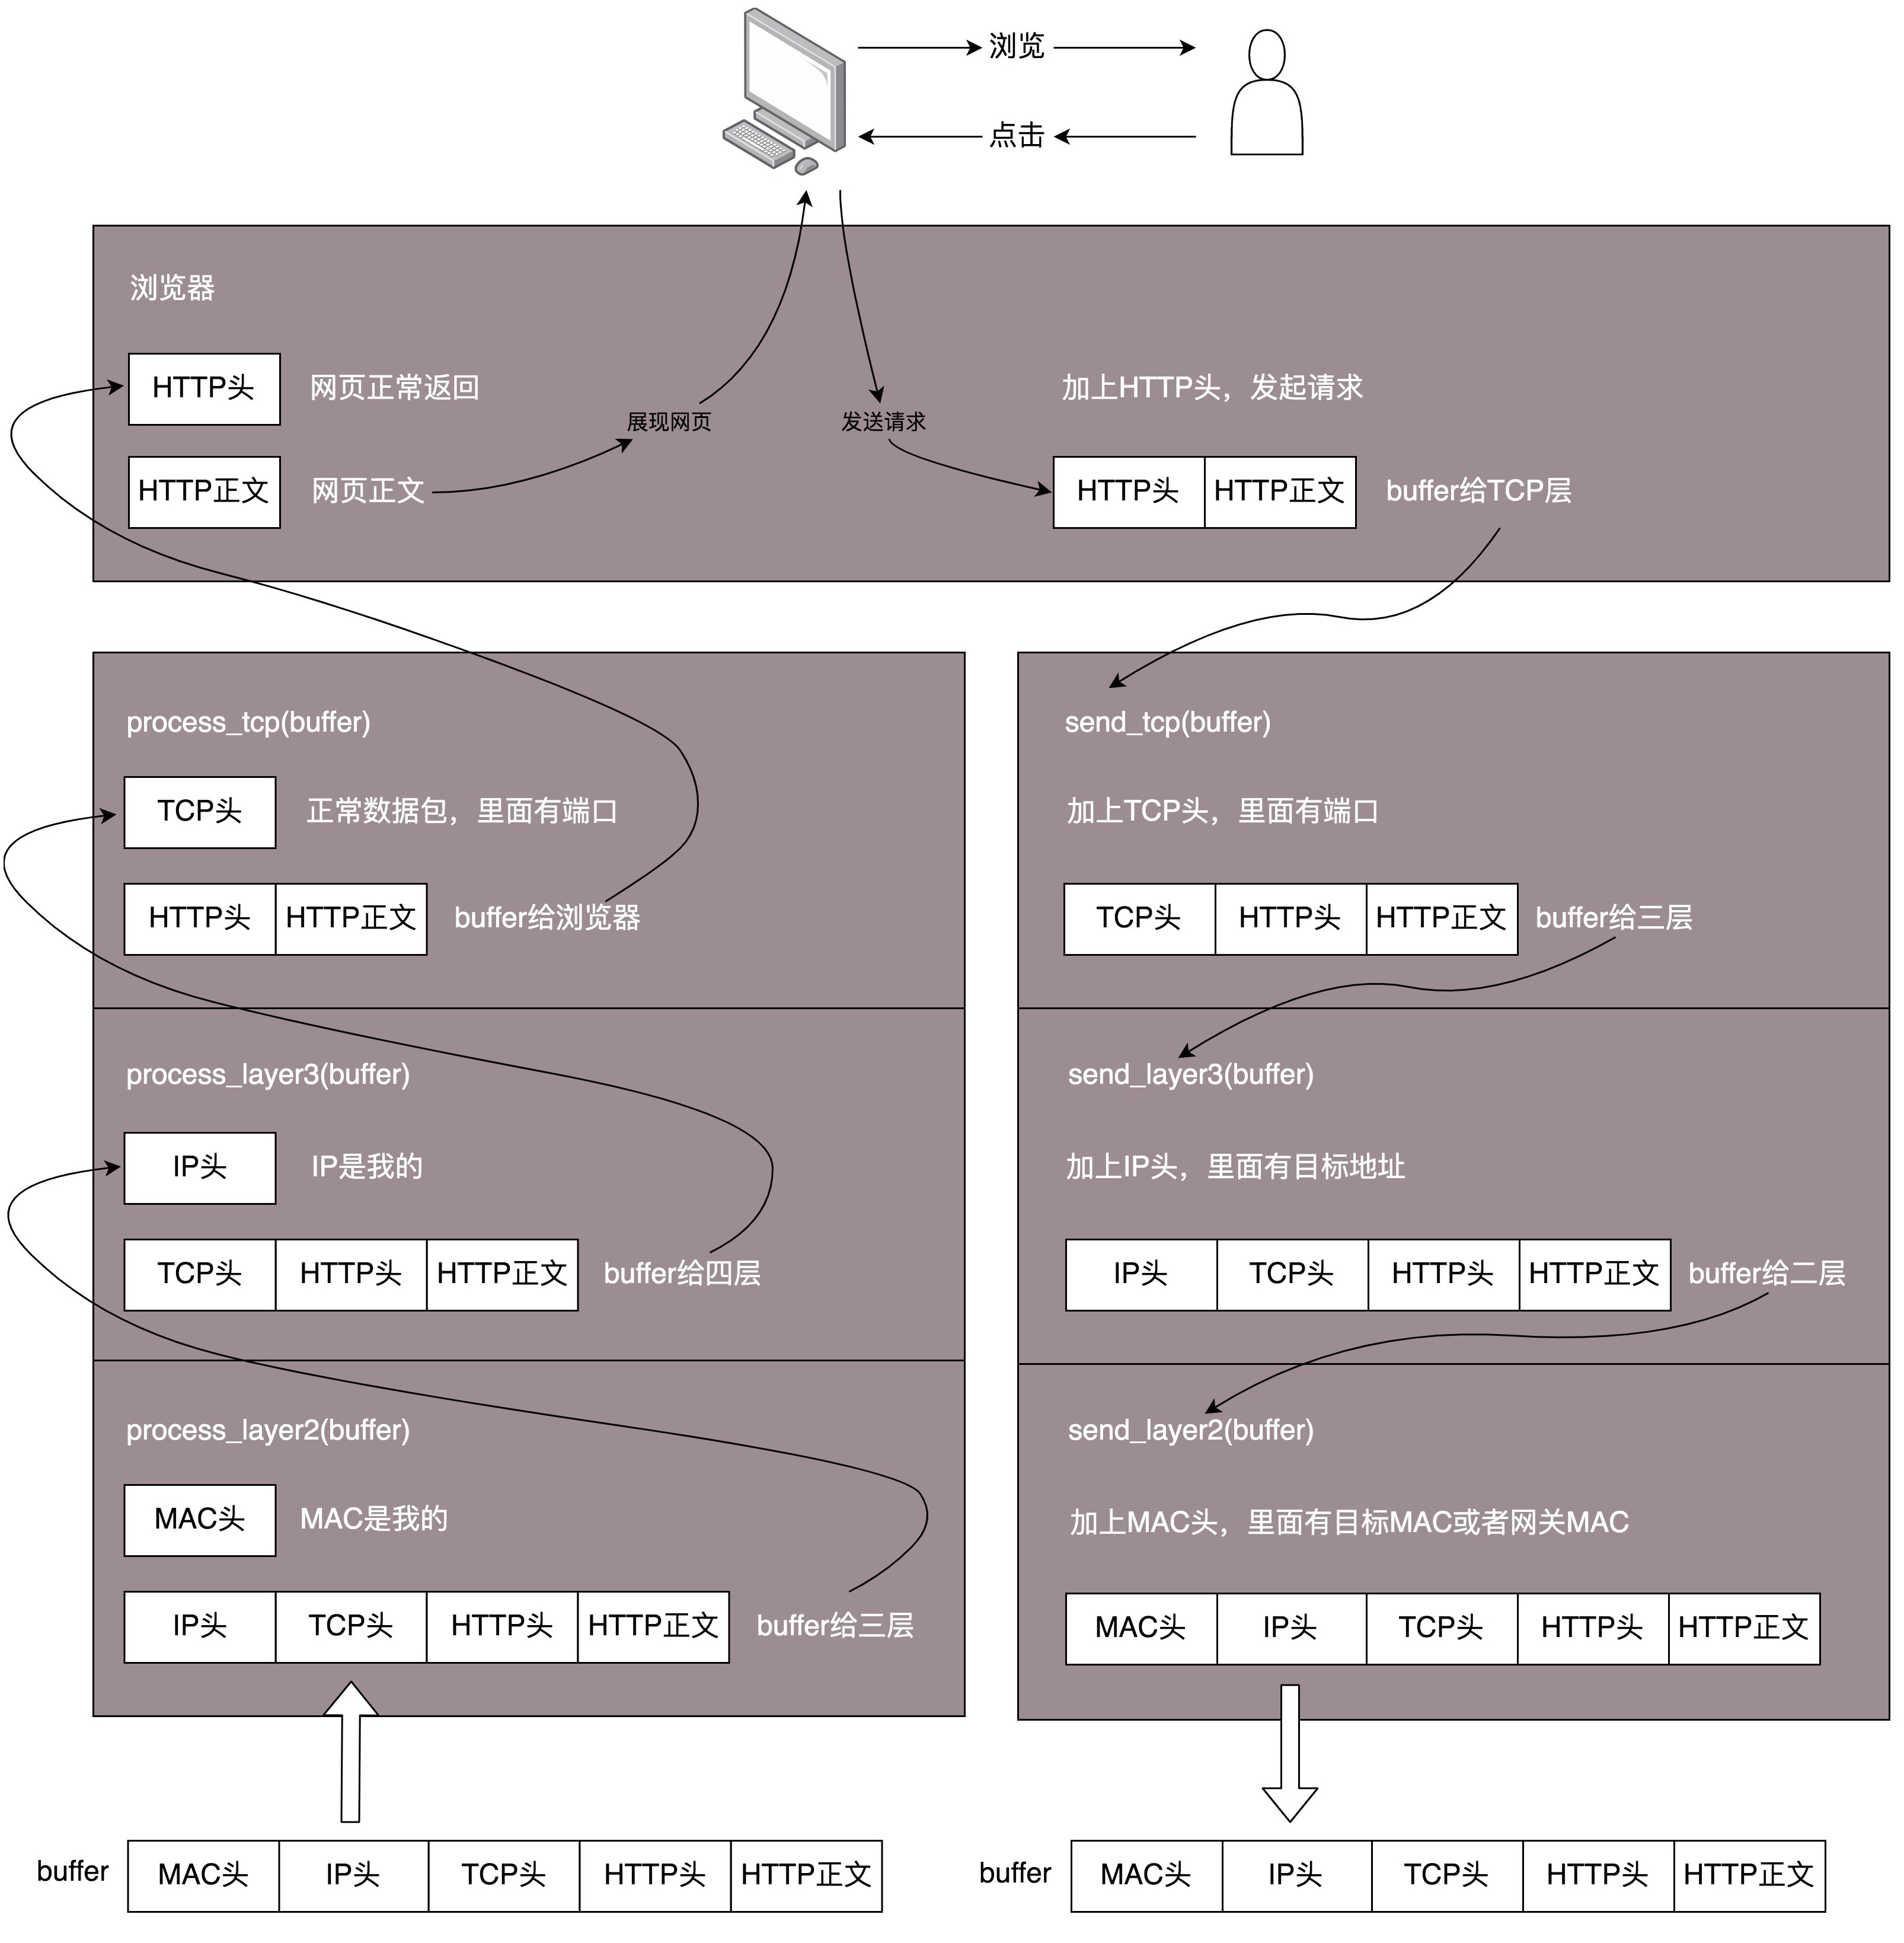 浏览
点击
浏览器
HTTP头
网页正常返回
加上HTTP头，发起请求
展现网页
发送请求
HTTP正文
网页正文
HTTP头
HTTP正文
buffer给TCP层
process_tcp(buffer)
TCP头
正常数据包，里面有端口
HTTP头
HTTP正文
buffer给浏览器
process_layer3(buffer)
IP头
IP是我的
TCP头
HTTP头
HTTP正文
buffer给四层
process_layer2(buffer)
MAC头
MAC是我的
IP头
TCP头
HTTP头
HTTP正文
buffer给三层
buffer
MAC头
IP头
TCP头
HTTP头
HTTP正文
send_tcp(buffer)
加上TCP头，里面有端口
TCP头
HTTP头
HTTP正文
buffer给三层
send_layer3(buffer)
加上IP头，里面有目标地址
IP头
TCP头
HTTP头
HTTP正文
buffer给二层
send_layer2(buffer)
加上MAC头，里面有目标MAC或者网关MAC
MAC头
IP头
TCP头
HTTP头
HTTP正文
buffer
MAC头
IP头
TCP头
HTTP头
HTTP正文